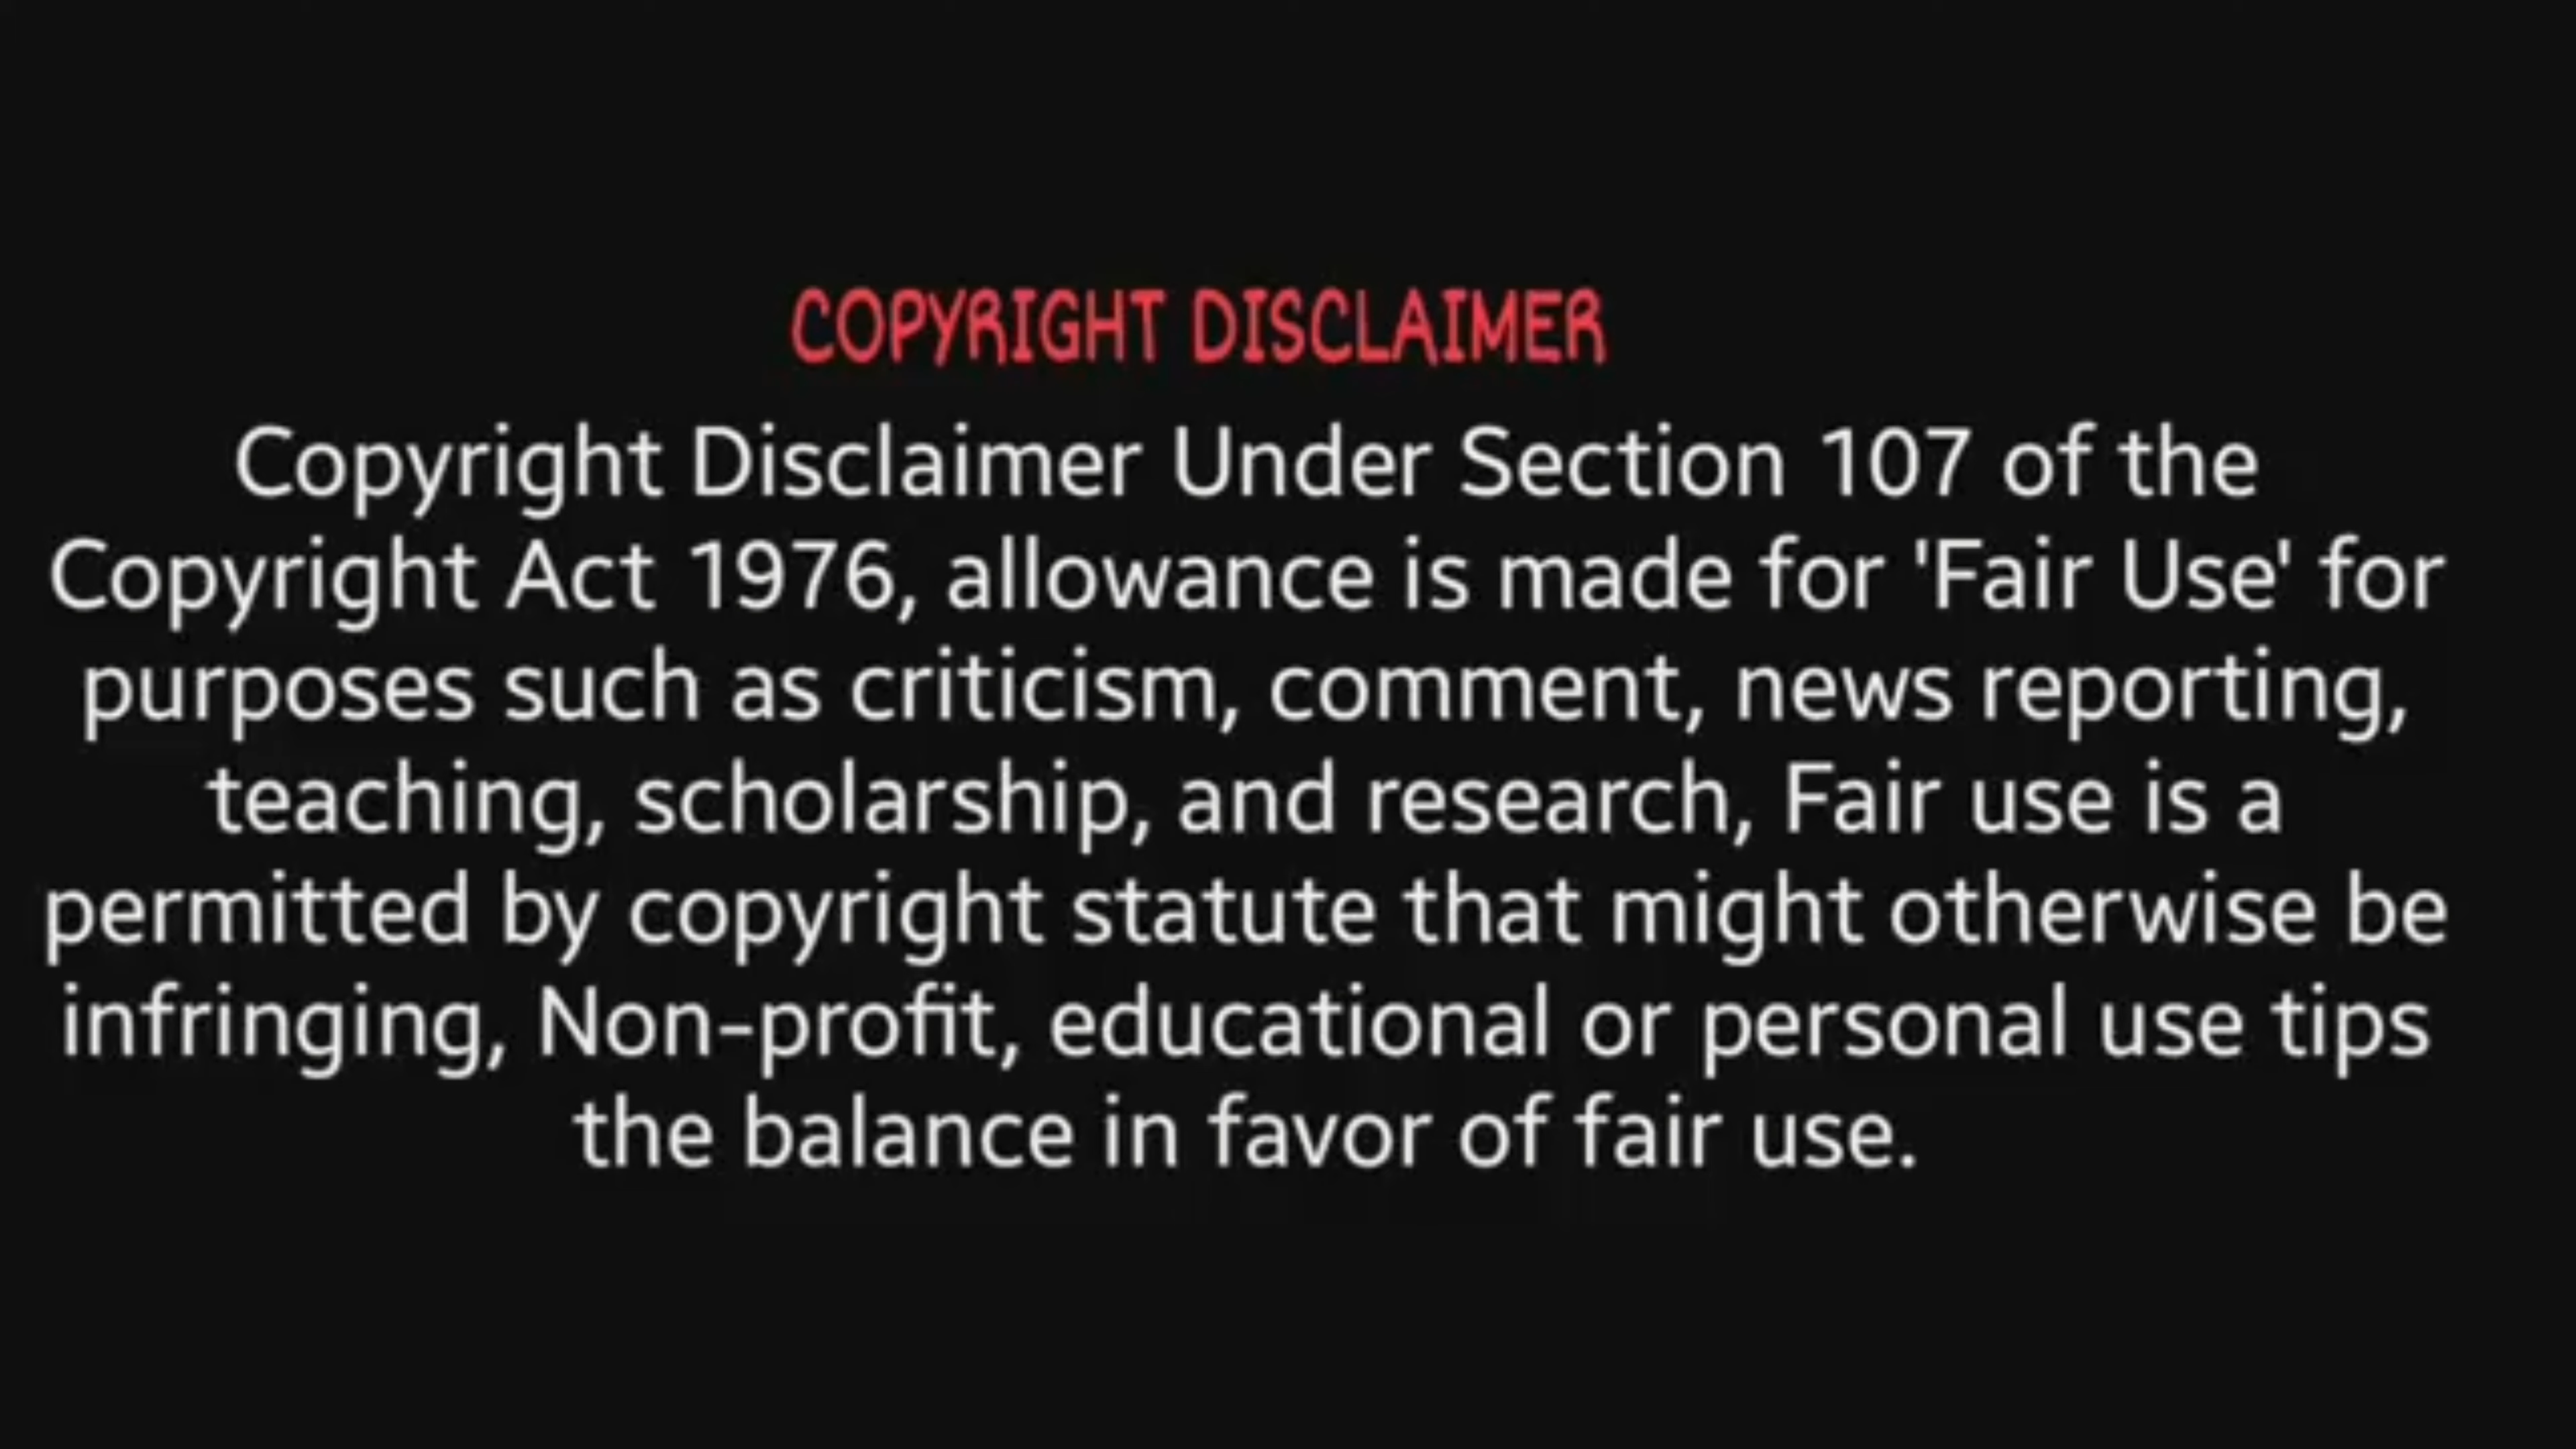 COPYRIGHT DISCLAIMER
Copyright Disclaimer Under Section 107 of the
Copyright Act 1976, allowance is made for 'Fair Use' for
purposes such as criticism, comment, news reporting,
teaching, scholarship, and research, Fair use is a
permitted by copyright statute that might otherwise be
infringing, Non-profit, educational or personal use tips
the balance in favor of fair use.